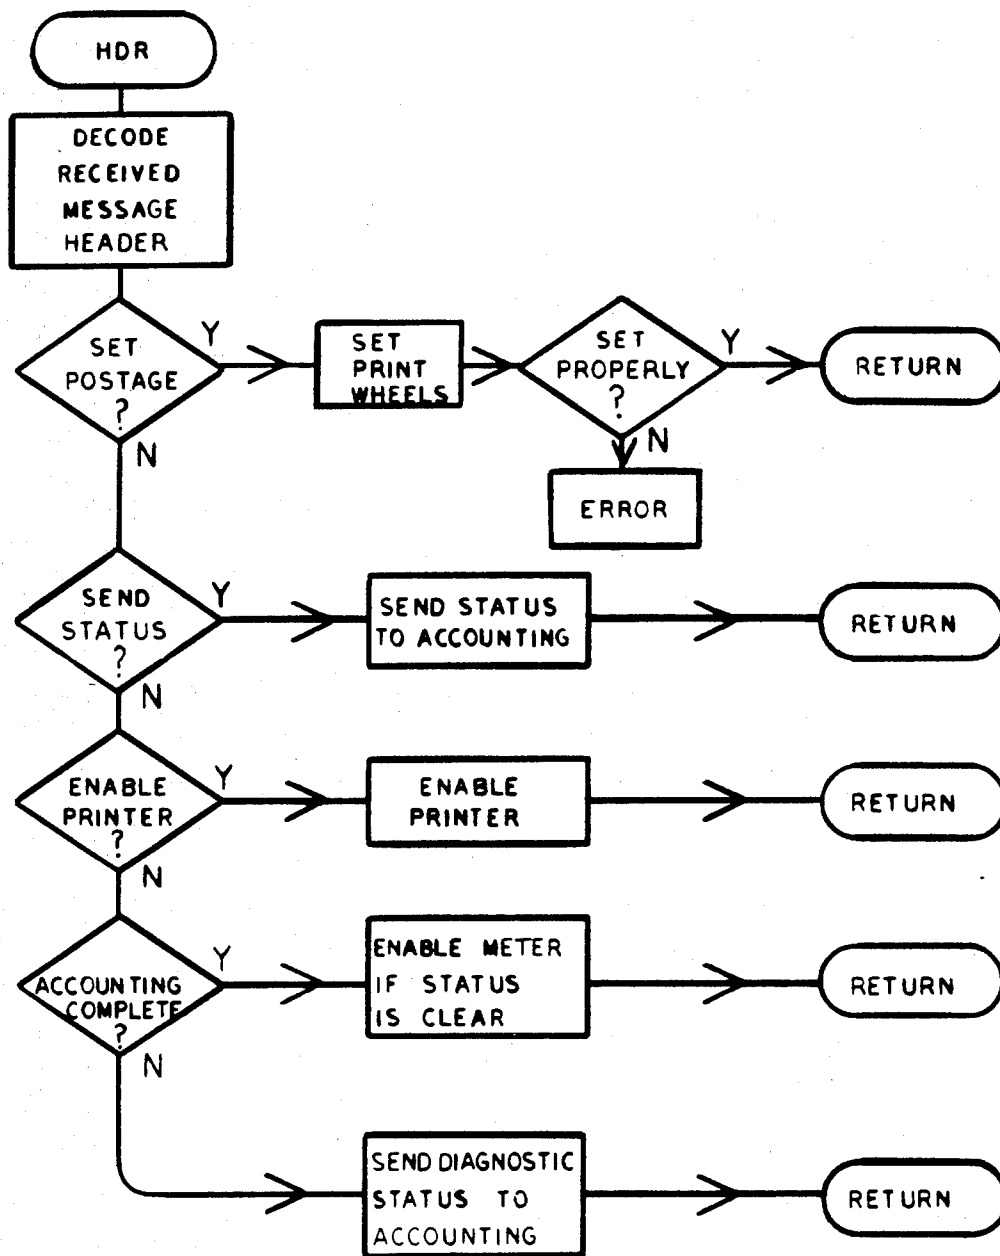 HDR
DECODE
RECEIVED
MESSAGE
HEADER
SET
POSTAGE
?
Y
N
SET
PRINT
WHEELS
SET
PROPERLY
?
Y
N
RETURN
ERROR
SEND
STATUS
?
Y
N
SEND STATUS
TO ACCOUNTING
RETURN
ENABLE
PRINTER
?
Y
N
ENABLE
PRINTER
RETURN
ACCOUNTING
COMPLETE
?
Y
N
ENABLE METER
IF STATUS
IS CLEAR
RETURN
SEND DIAGNOSTIC
STATUS TO
ACCOUNTING
RETURN